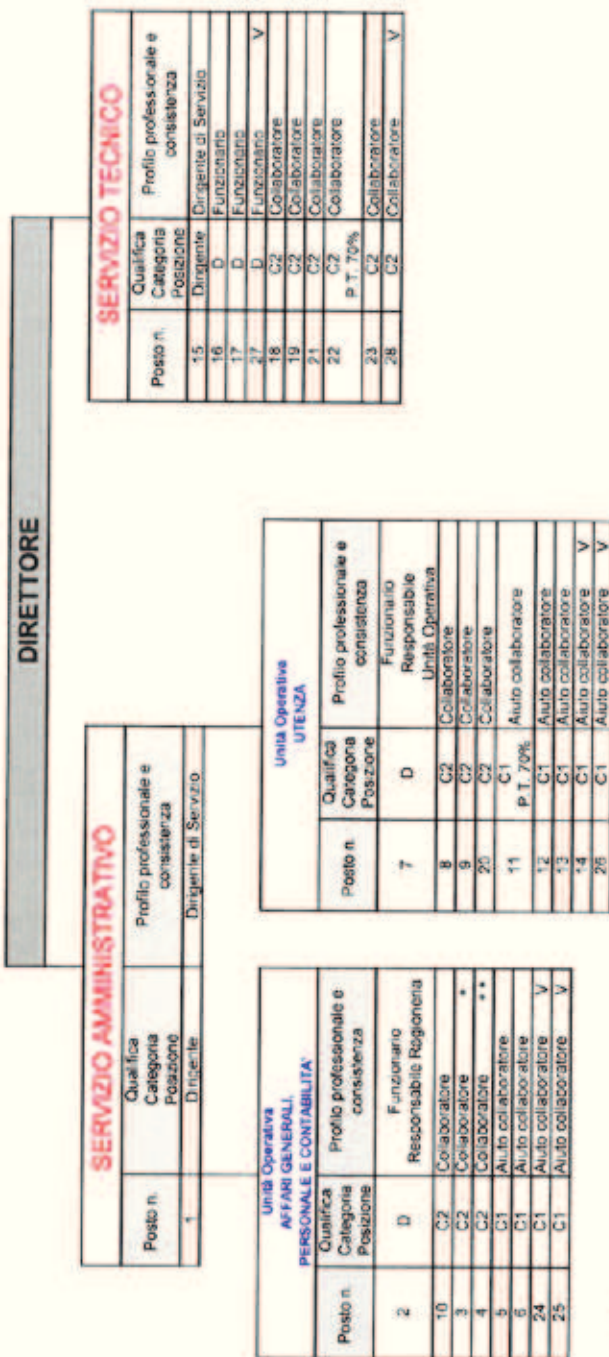 DIRETTORE
SERVIZIO AMMINISTRATIVO
Posto n. Qualifica Categoria Posizione Profilo professionale e consistenza
1 Dirigente Dirigente di Servizio
Unità Operativa
AFFARI GENERALI,
PERSONALE E CONTABILITA'
Posto n. Qualifica Categoria Posizione Profilo professionale e consistenza
2 D Funzionario Responsabile Ragioneria
10 C2 Collaboratore
3 C2 Collaboratore *
4 C2 Collaboratore **
5 C1 Aiuto collaboratore
6 C1 Aiuto collaboratore
24 C1 Aiuto collaboratore V
25 C1 Aiuto collaboratore V
Unità Operativa
UTENZA
Posto n. Qualifica Categoria Posizione Profilo professionale e consistenza
7 D Funzionario Responsabile Unità Operativa
8 C2 Collaboratore
9 C2 Collaboratore
20 C2 Collaboratore
11 C1 P.T. 70% Aiuto collaboratore
12 C1 Aiuto collaboratore
13 C1 Aiuto collaboratore
14 C1 Aiuto collaboratore V
26 C1 Aiuto collaboratore V
SERVIZIO TECNICO
Posto n. Qualifica Categoria Posizione Profilo professionale e consistenza
15 Dirigente Dirigente di Servizio
16 D Funzionario
17 D Funzionario
27 D Funzionario V
18 C2 Collaboratore
19 C2 Collaboratore
21 C2 Collaboratore
22 C2 P.T. 70% Collaboratore
23 C2 Collaboratore
28 C2 Collaboratore V